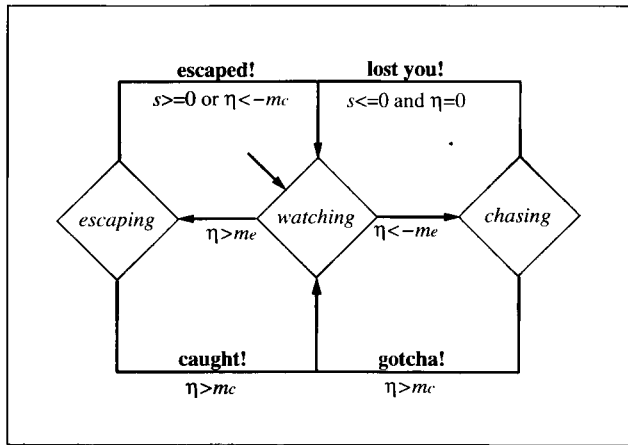 escaped!
lost you!
s>=0 or η<-mc
s<=0 and η=0
escaping
watching
chasing
η>me
η<-me
caught!
gotcha!
η>mc
η>mc